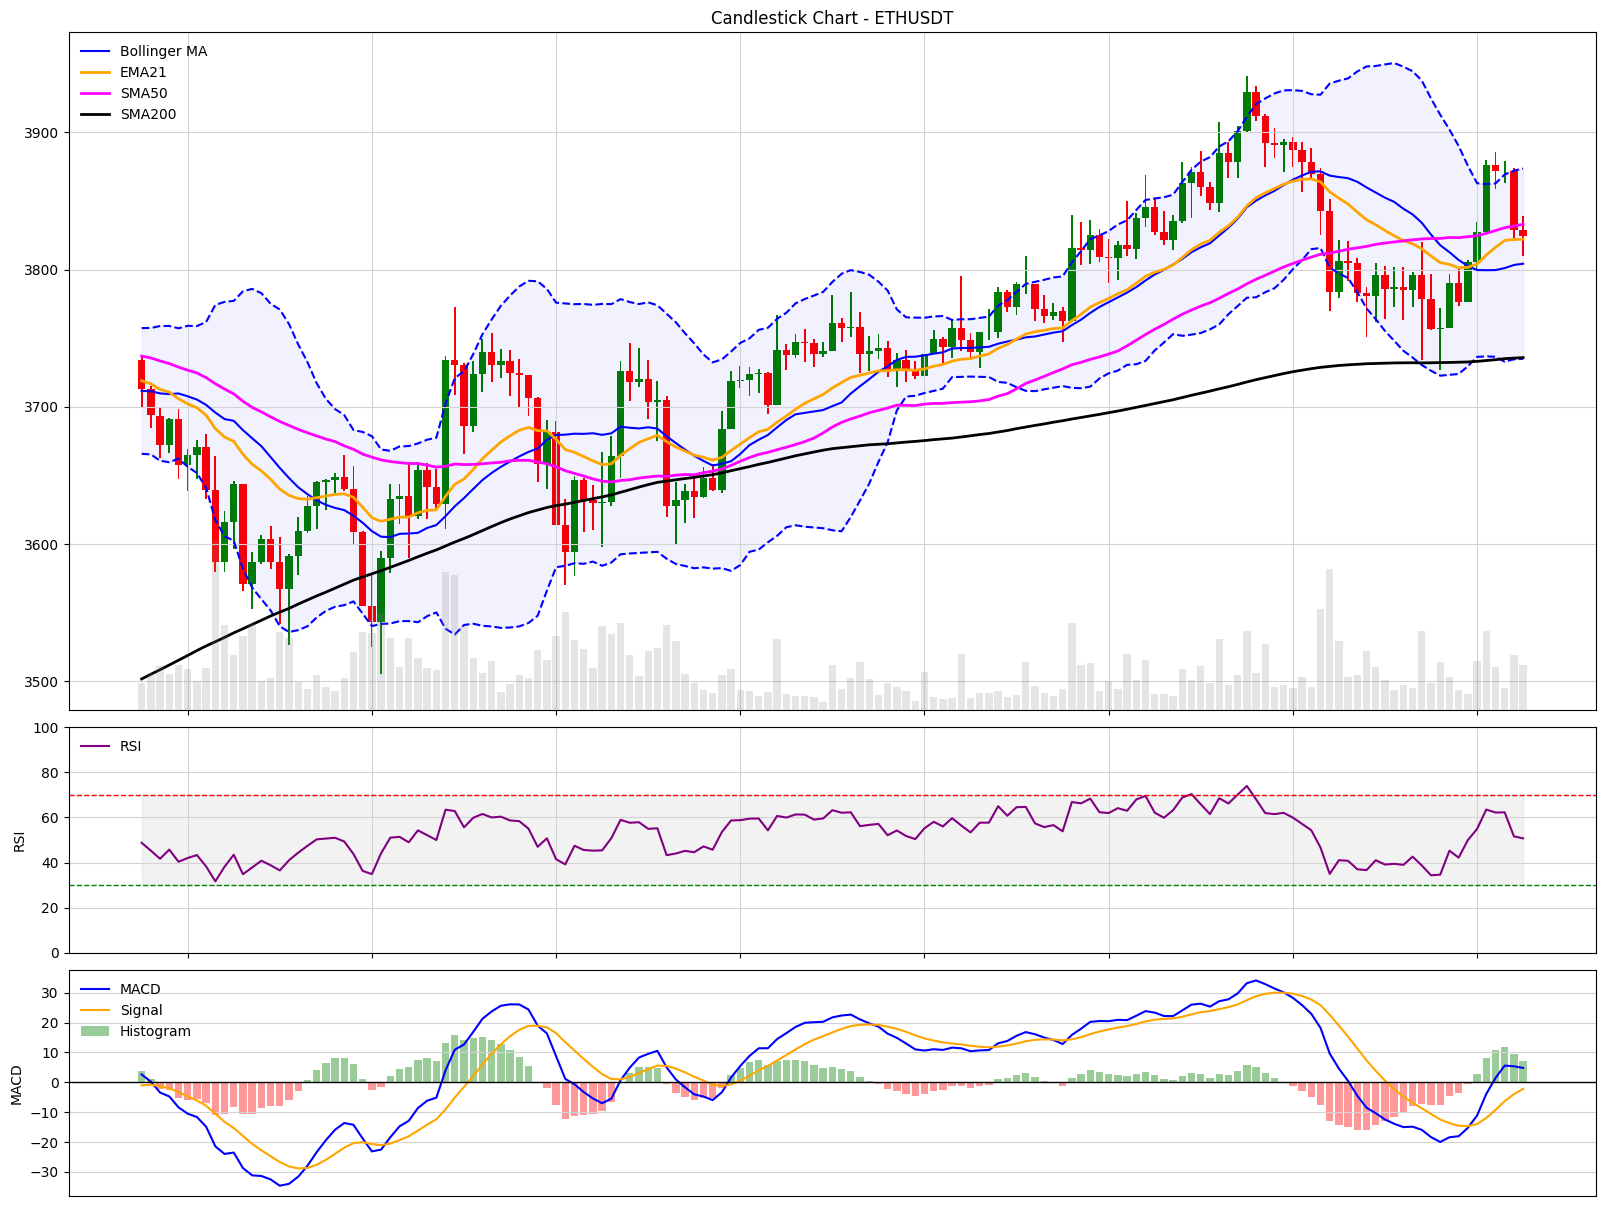 Candlestick Chart - ETHUSDT
Bollinger MA
EMA21
SMA50
SMA200
3900
3800
3700
3600
3500
100
80
60
40
20
0
RSI
RSI
30
20
10
0
−10
−20
−30
MACD
MACD
Signal
Histogram